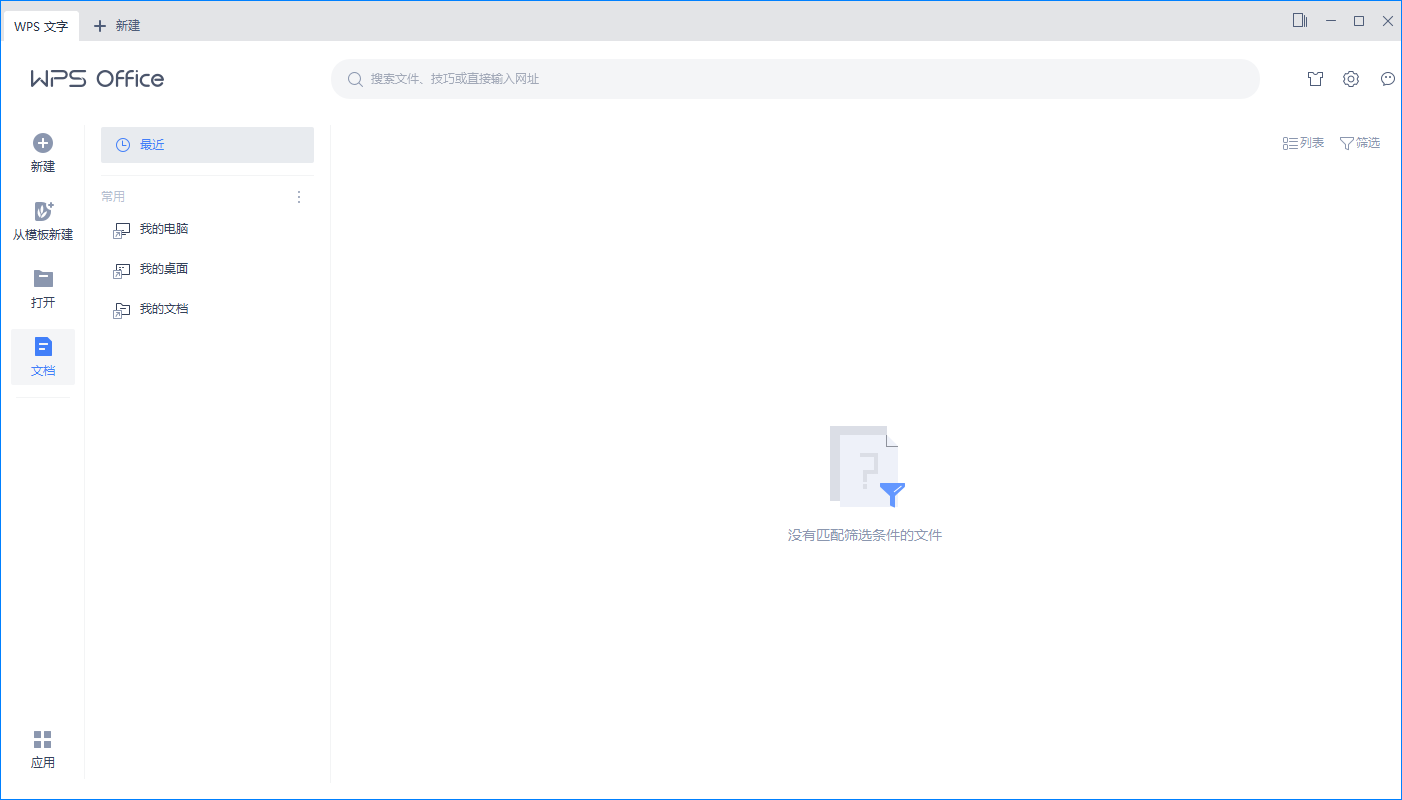 WPS 文字
新建
WPS Office
搜索文件、技巧或直接输入网址
新建
从模板新建
打开
文档
应用
最近
常用
我的电脑
我的桌面
我的文档
列表
筛选
没有匹配筛选条件的文件